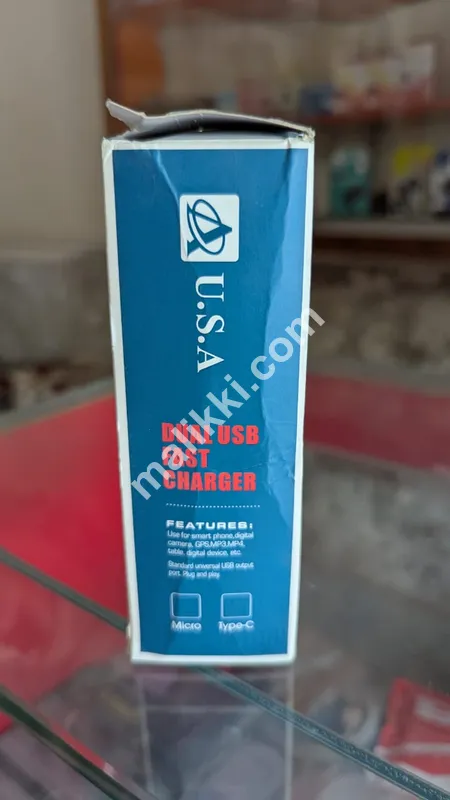 U.S.A
DUAL USB
FAST
CHARGER
FEATURES:
Use for smart phone,digital
camera, GPS,MP3,MP4,
table, digital device, etc.
Standard universal USB output
port. Plug and play
Micro
Type-C
malikki.com